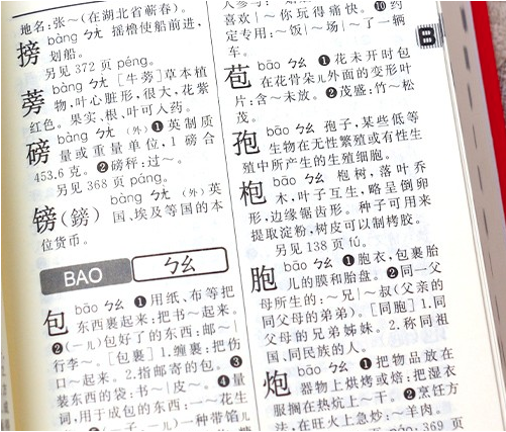 地名:张～(在湖北省蕲春)。
搒 bàng ㄅㄤ 摇橹使船前进,
划船。
另见 372 页 péng。
蒡 bàng ㄅㄤ [牛蒡]草本植
物,叶心脏形,很大,花紫
红色。果实、根、叶可入药。
磅 bàng ㄅㄤ (外)❶英制质
量或重量单位,1 磅合
453.6 克。❷磅秤:过～。
另见 368 页 páng。
镑(鎊) bàng ㄅㄤ (外)英
国、埃及等国的本
位货币。
BAO ㄅㄠ
包 bāo ㄅㄠ ❶用纸、布等把
东西裹起来:把书～起来。
❷(一儿)包好了的东西:邮～|
行李～。[包裹]1.缠裹:把伤
口～起来。2.指邮寄的包。❸
装东西的袋:书～|皮～。❹量
词,用于成包的东西:一～花生
❺(一子、一儿)一种带馅儿
喜欢|～你玩得痛快。❿约
定专用:～饭|～场|～了一辆
车。
B
苞 bāo ㄅㄠ ❶花未开时包
在花骨朵儿外面的变形叶
片:含～未放。❷茂盛:竹～松
茂。
孢 bāo ㄅㄠ 孢子,某些低等
生物在无性繁殖或有性生
殖中所产生的生殖细胞。
枹 bāo ㄅㄠ 枹树,落叶乔
木,叶子互生,略呈倒卵
形,边缘锯齿形。种子可用来
提取淀粉,树皮可以制栲胶。
另见 138 页 fú。
胞 bāo ㄅㄠ ❶胞衣,包裹胎
儿的膜和胎盘。❷同一父
母所生的:～兄|～叔(父亲的
同父母的弟弟)。[同胞]1.同
父母的兄弟姊妹。2.称同祖
国、同民族的人。
炮 bāo ㄅㄠ ❶把物品放在
器物上烘烤或焙:把湿衣
服搁在热炕上～干。❷烹饪方
法,在旺火上急炒:～羊肉。
369 页